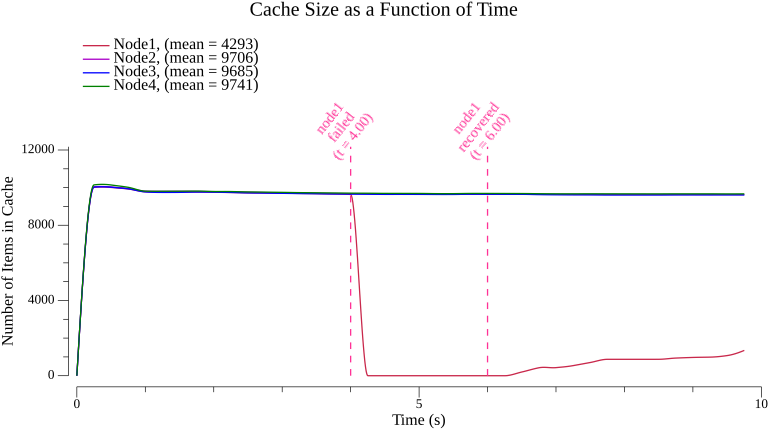 Cache Size as a Function of Time
Node1, (mean = 4293)
Node2, (mean = 9706)
Node3, (mean = 9685)
Node4, (mean = 9741)
node1
failed
(t = 4.00)
node1
recovered
(t = 6.00)
12000
8000
4000
0
Number of Items in Cache
0
5
10
Time (s)